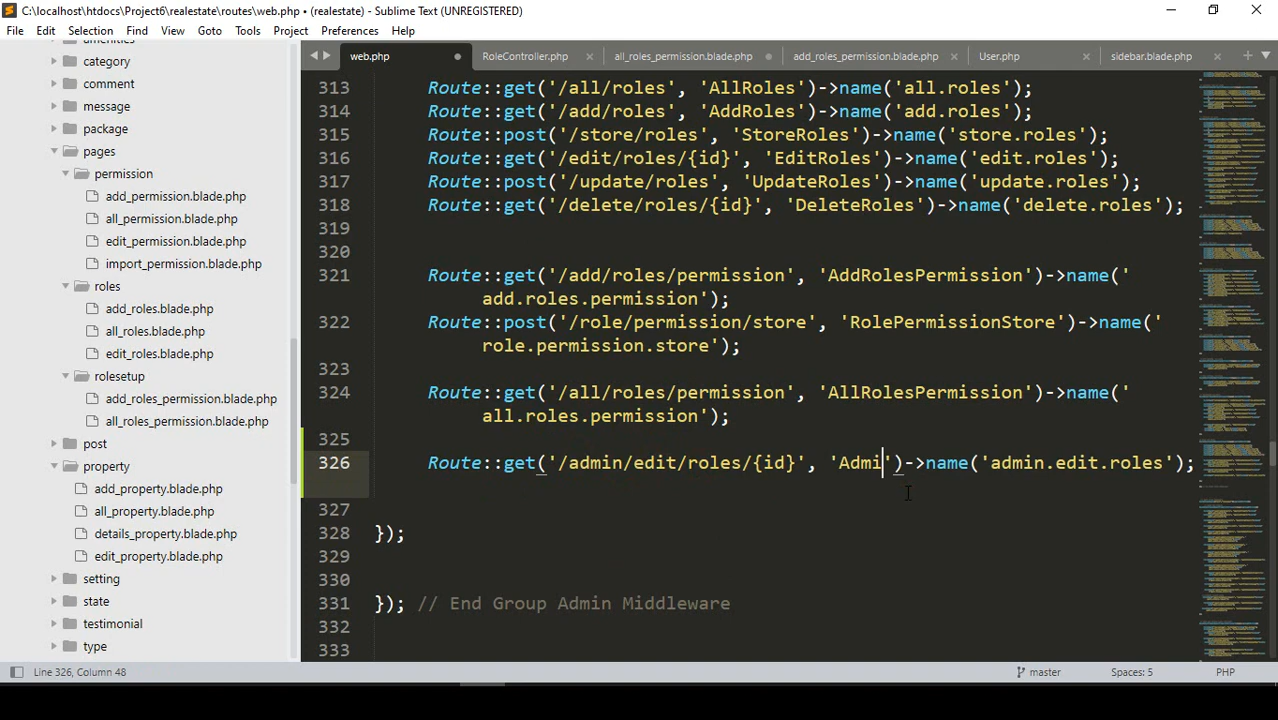 C:\localhost\htdocs\Project6\realestate\routes\web.php • (realestate) - Sublime Text (UNREGISTERED)
File Edit Selection Find View Goto Tools Project Preferences Help
web.php RoleController.php all_roles_permission.blade.php add_roles_permission.blade.php User.php sidebar.blade.php
amenities
category
comment
message
package
pages
permission
add_permission.blade.php
all_permission.blade.php
edit_permission.blade.php
import_permission.blade.php
roles
add_roles.blade.php
all_roles.blade.php
edit_roles.blade.php
rolesetup
add_roles_permission.blade.php
all_roles_permission.blade.php
post
property
add_property.blade.php
all_property.blade.php
details_property.blade.php
edit_property.blade.php
setting
state
testimonial
type
313 Route::get('/all/roles', 'AllRoles')->name('all.roles');
314 Route::get('/add/roles', 'AddRoles')->name('add.roles');
315 Route::post('/store/roles', 'StoreRoles')->name('store.roles');
316 Route::get('/edit/roles/{id}', 'EditRoles')->name('edit.roles');
317 Route::post('/update/roles', 'UpdateRoles')->name('update.roles');
318 Route::get('/delete/roles/{id}', 'DeleteRoles')->name('delete.roles');
319
320
321 Route::get('/add/roles/permission', 'AddRolesPermission')->name('
add.roles.permission');
322 Route::post('/role/permission/store', 'RolePermissionStore')->name('
role.permission.store');
323
324 Route::get('/all/roles/permission', 'AllRolesPermission')->name('
all.roles.permission');
325
326 Route::get('/admin/edit/roles/{id}', 'Admi')->name('admin.edit.roles');
327
328 });
329
330
331 }); // End Group Admin Middleware
332
333
Line 326, Column 48 master Spaces: 5 PHP